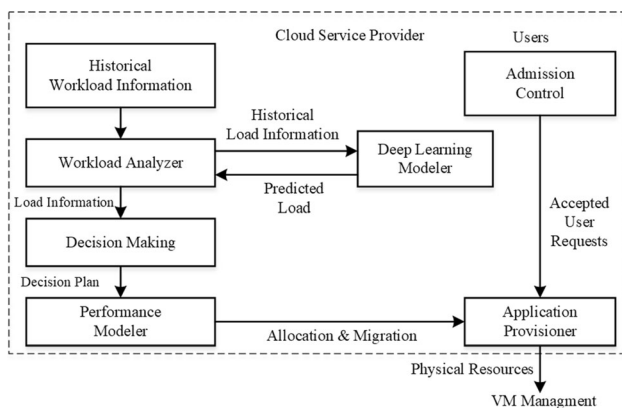 Cloud Service Provider
Users
Historical
Workload Information
Admission
Control
Historical
Load Information
Workload Analyzer
Deep Learning
Modeler
Predicted
Load
Load Information
Accepted
User
Requests
Decision Making
Decision Plan
Performance
Modeler
Allocation & Migration
Application
Provisioner
Physical Resources
VM Managment